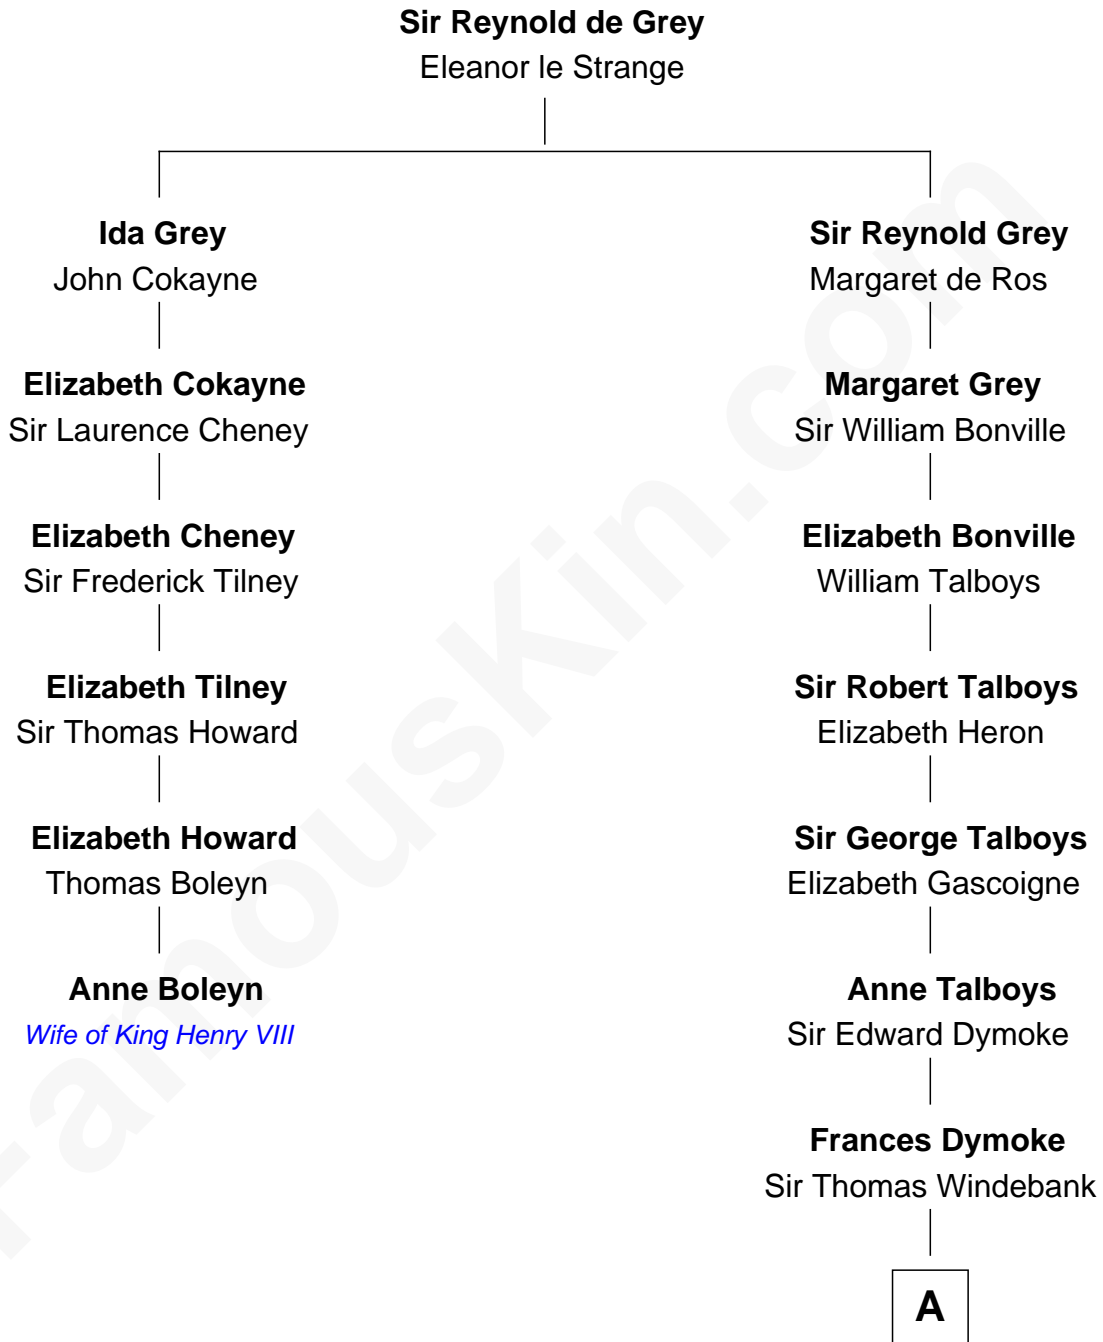 Sir Reynold de Grey
Eleanor le Strange
Ida Grey
John Cokayne
Sir Reynold Grey
Margaret de Ros
Elizabeth Cokayne
Sir Laurence Cheney
Margaret Grey
Sir William Bonville
Elizabeth Cheney
Sir Frederick Tilney
Elizabeth Bonville
William Talboys
Elizabeth Tilney
Sir Thomas Howard
Sir Robert Talboys
Elizabeth Heron
Elizabeth Howard
Thomas Boleyn
Sir George Talboys
Elizabeth Gascoigne
Anne Boleyn
Wife of King Henry VIII
Anne Talboys
Sir Edward Dymoke
Frances Dymoke
Sir Thomas Windebank
A
FamousKin.com